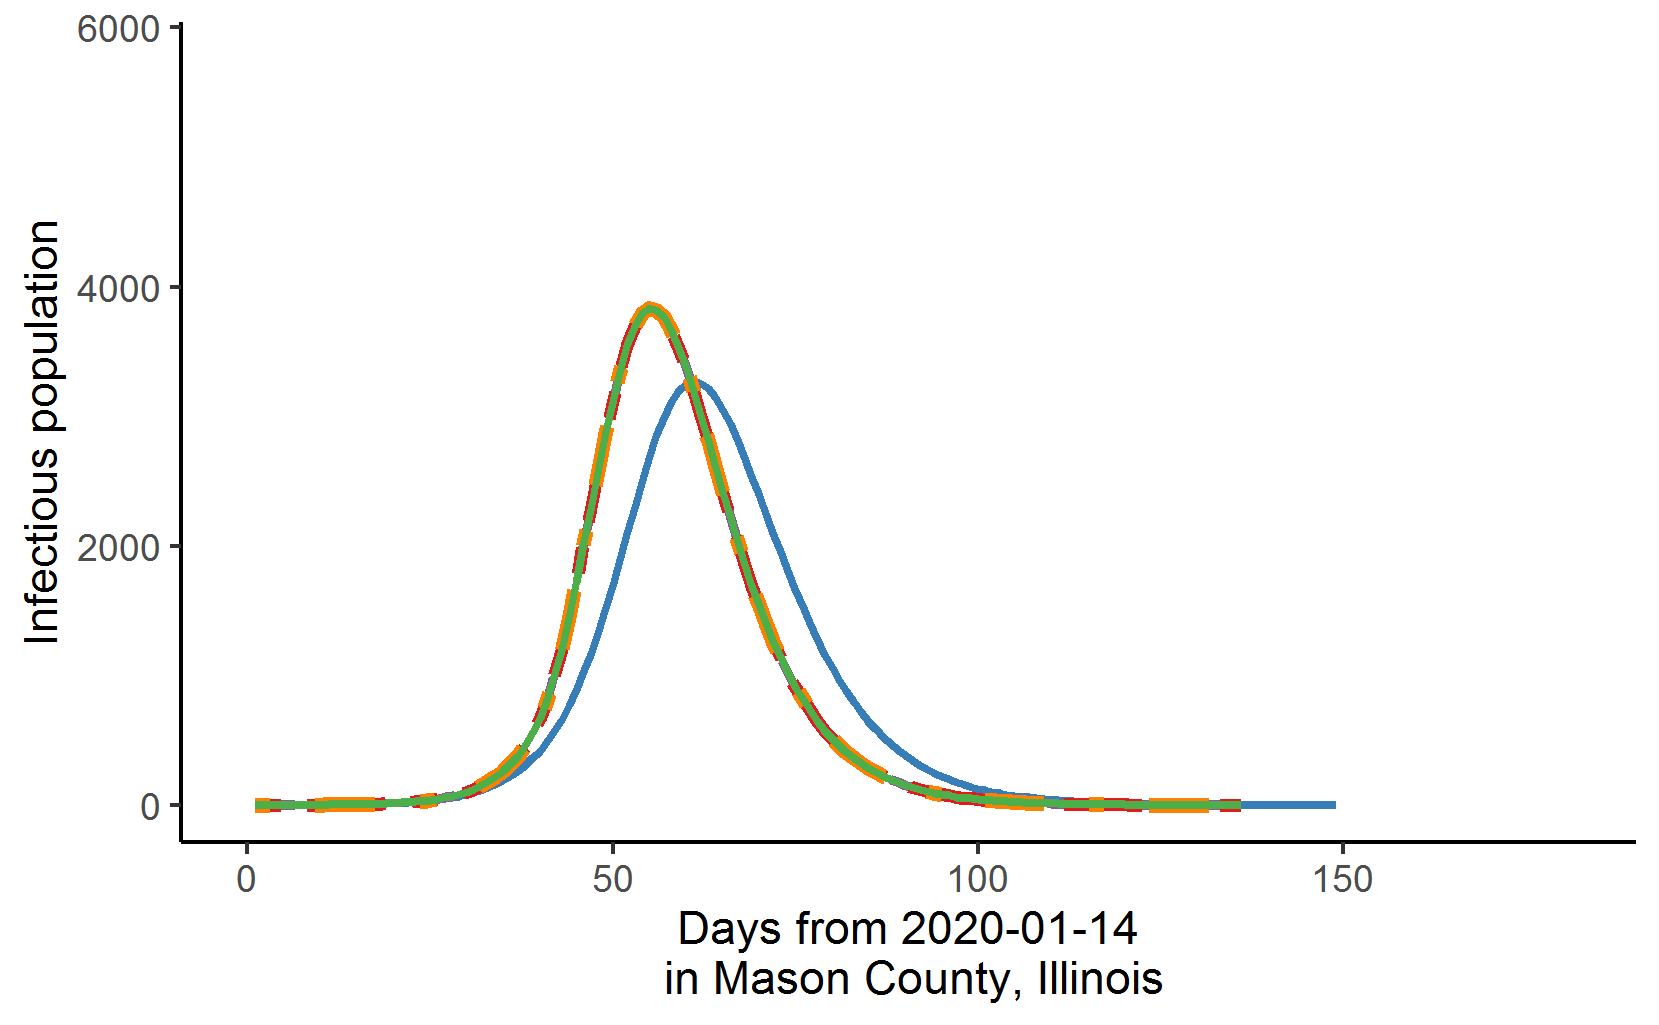 6000
4000
2000
0
Infectious population
0 50 100 150
Days from 2020-01-14
in Mason County, Illinois